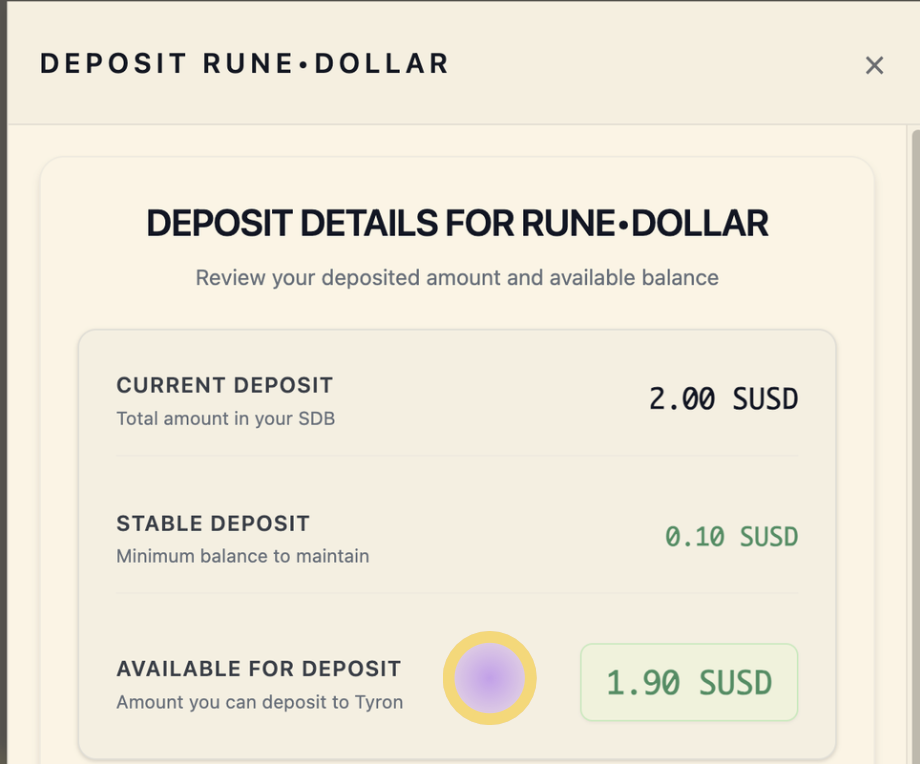 DEPOSIT RUNE•DOLLAR
DEPOSIT DETAILS FOR RUNE•DOLLAR
Review your deposited amount and available balance
CURRENT DEPOSIT
Total amount in your SDB
2.00 SUSD
STABLE DEPOSIT
Minimum balance to maintain
0.10 SUSD
AVAILABLE FOR DEPOSIT
Amount you can deposit to Tyron
1.90 SUSD